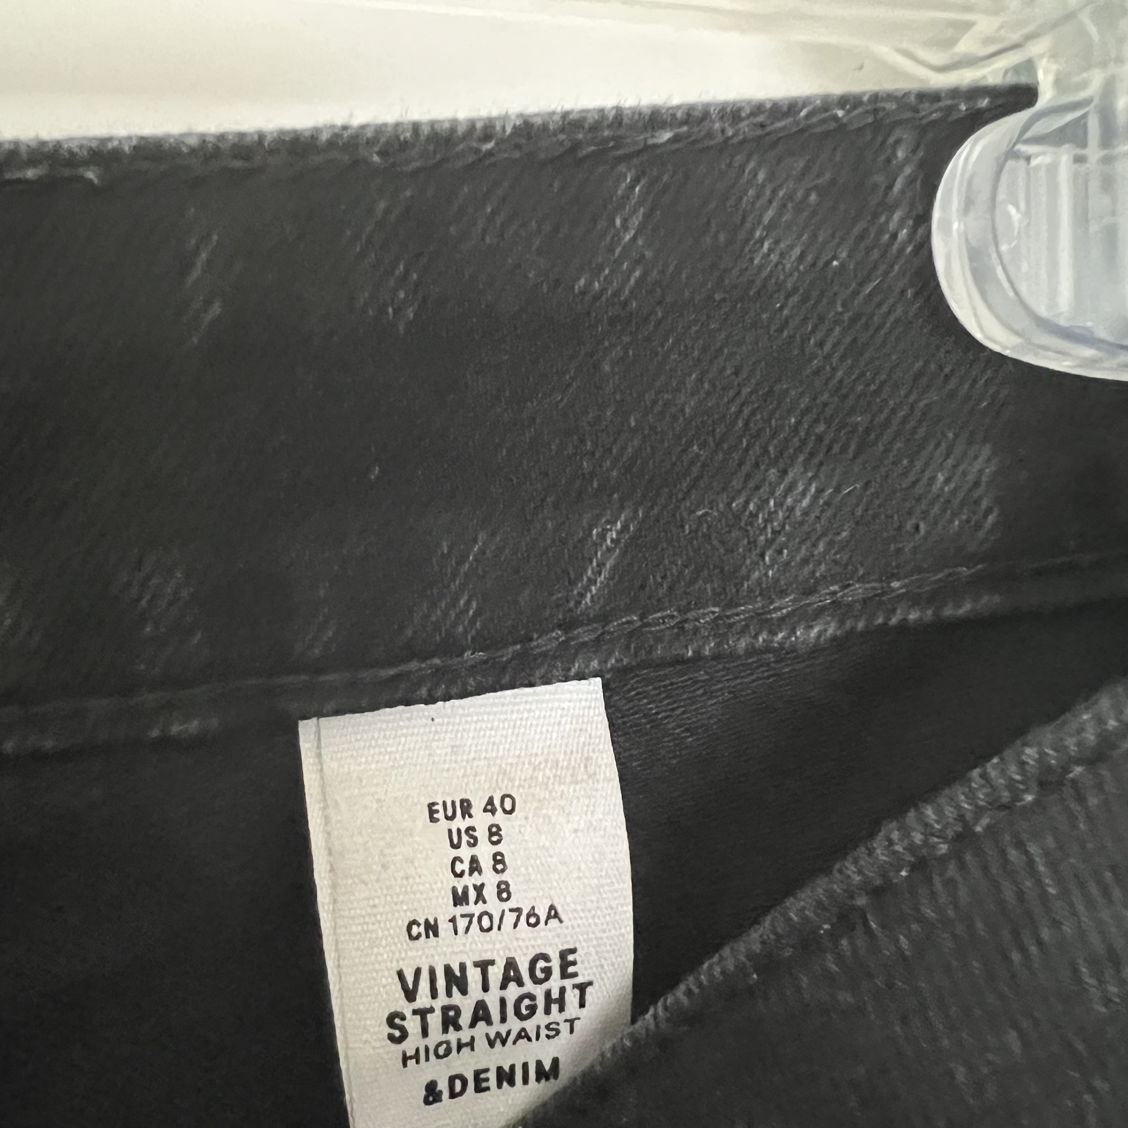 EUR 40
US 8
CA 8
MX 8
CN 170/76A
VINTAGE
STRAIGHT
HIGH WAIST
&DENIM